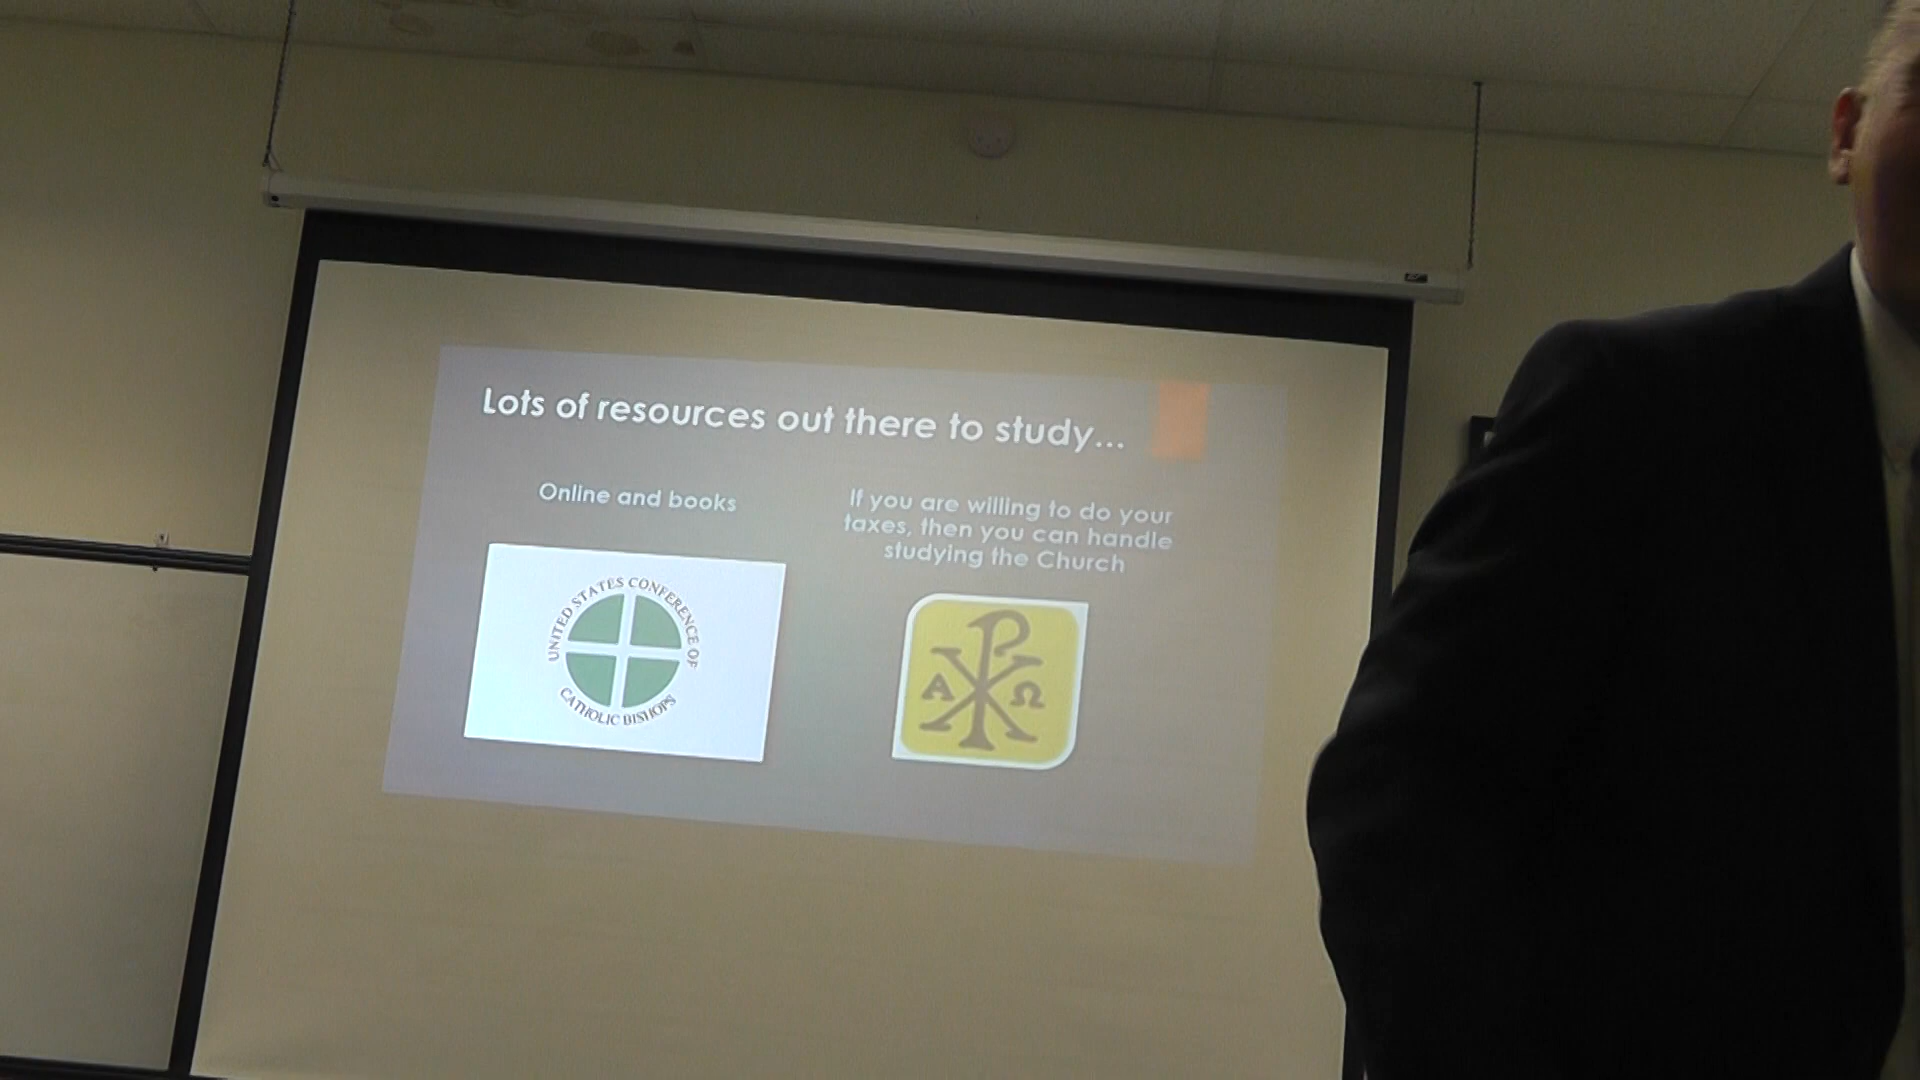 Lots of resources out there to study...
Online and books
If you are willing to do your
taxes, then you can handle
studying the Church
UNITED STATES CONFERENCE OF
CATHOLIC BISHOPS
Α Ω